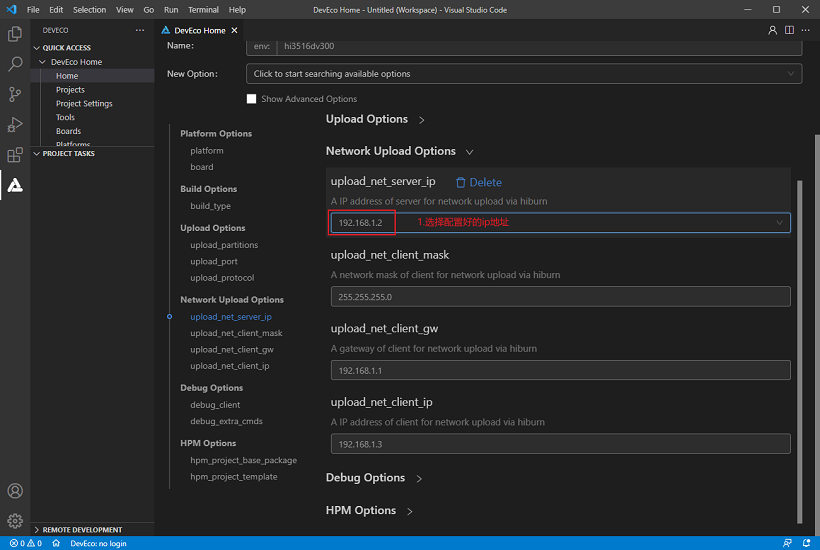 File Edit Selection View Go Run Terminal Help DevEco Home - Untitled (Workspace) - Visual Studio Code
DEVECO
QUICK ACCESS
DevEco Home
Home
Projects
Project Settings
Tools
Boards
Platforms
PROJECT TASKS
REMOTE DEVELOPMENT
DevEco Home
Name: env: hi3516dv300
New Option: Click to start searching available options
Show Advanced Options
Platform Options
platform
board
Build Options
build_type
Upload Options
upload_partitions
upload_port
upload_protocol
Network Upload Options
upload_net_server_ip
upload_net_client_mask
upload_net_client_gw
upload_net_client_ip
Debug Options
debug_client
debug_extra_cmds
HPM Options
hpm_project_base_package
hpm_project_template
Upload Options
Network Upload Options
upload_net_server_ip Delete
A IP address of server for network upload via hiburn
192.168.1.2 1.选择配置好的ip地址
upload_net_client_mask
A network mask of client for network upload via hiburn
255.255.255.0
upload_net_client_gw
A gateway of client for network upload via hiburn
192.168.1.1
upload_net_client_ip
A IP address of client for network upload via hiburn
192.168.1.3
Debug Options
HPM Options
0 0 DevEco: no login